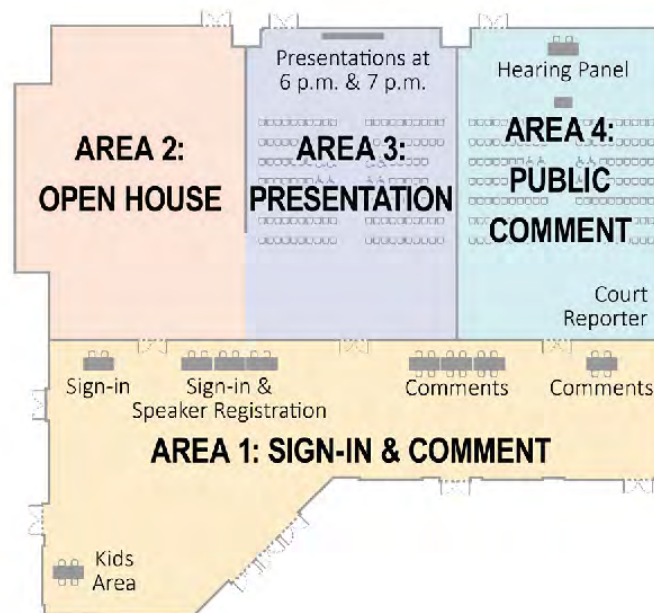 Presentations at
6 p.m. & 7 p.m.
Hearing Panel
AREA 2:
OPEN HOUSE
AREA 3:
PRESENTATION
AREA 4:
PUBLIC
COMMENT
Court
Reporter
Sign-in
Sign-in &
Speaker Registration
Comments
Comments
AREA 1: SIGN-IN & COMMENT
Kids
Area